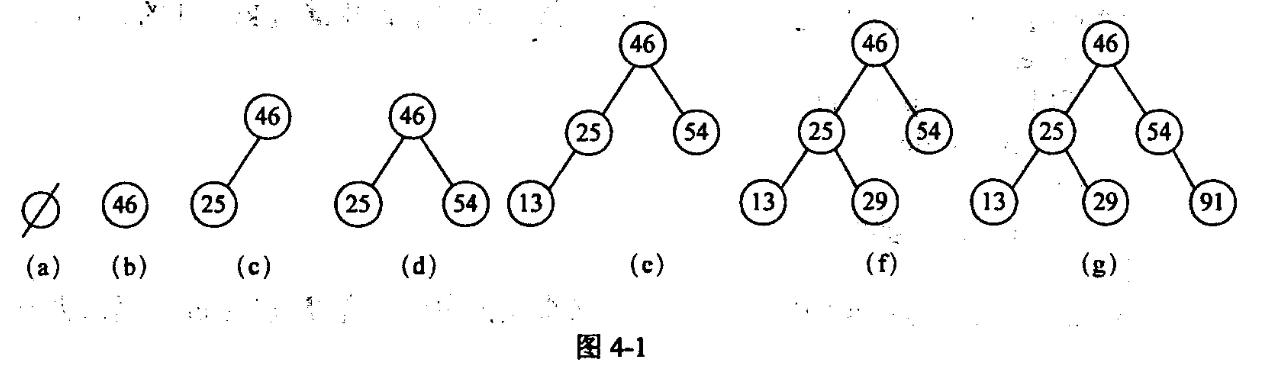 46 46 46
46 46
25 54 25 54 25 54
46 25 25 54 13 13 29 13 29 91
(a) (b) (c) (d) (e) (f) (g)
图 4-1